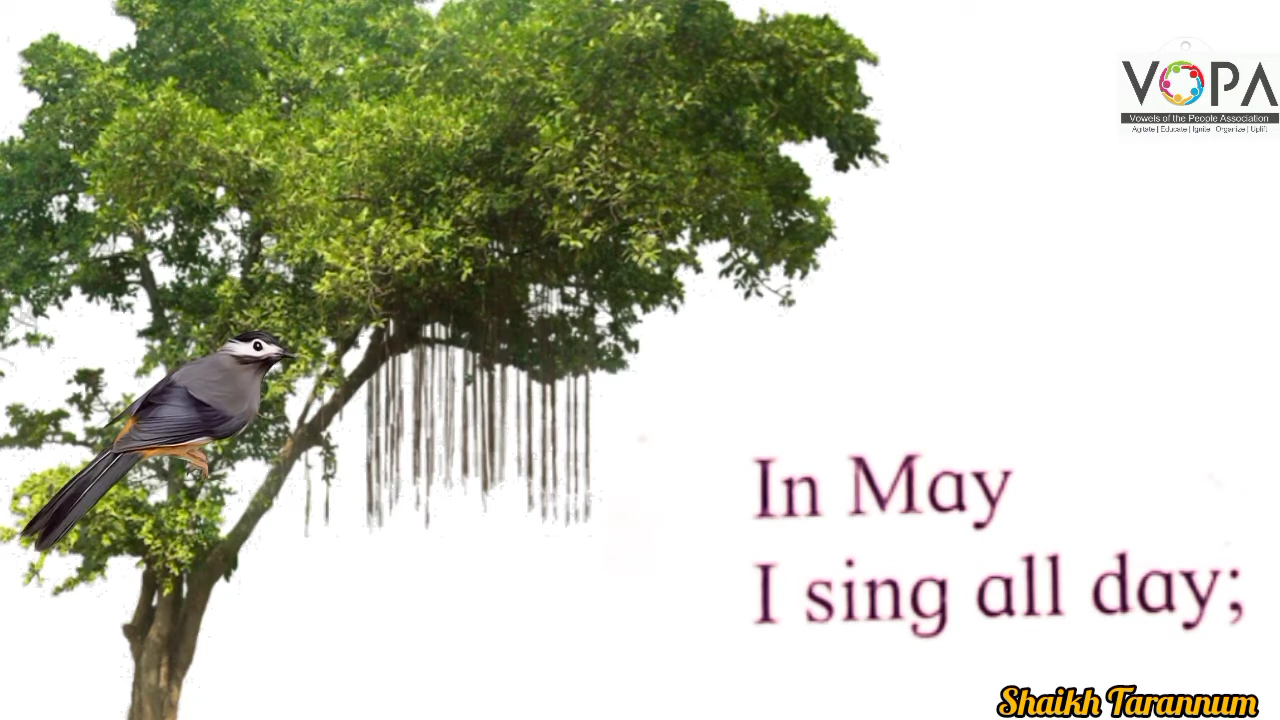 VOPA
Vowels of the People Association
Agitate | Educate | Ignite Organize | Uplift
In May
I sing all day;
Shaikh Tarannum